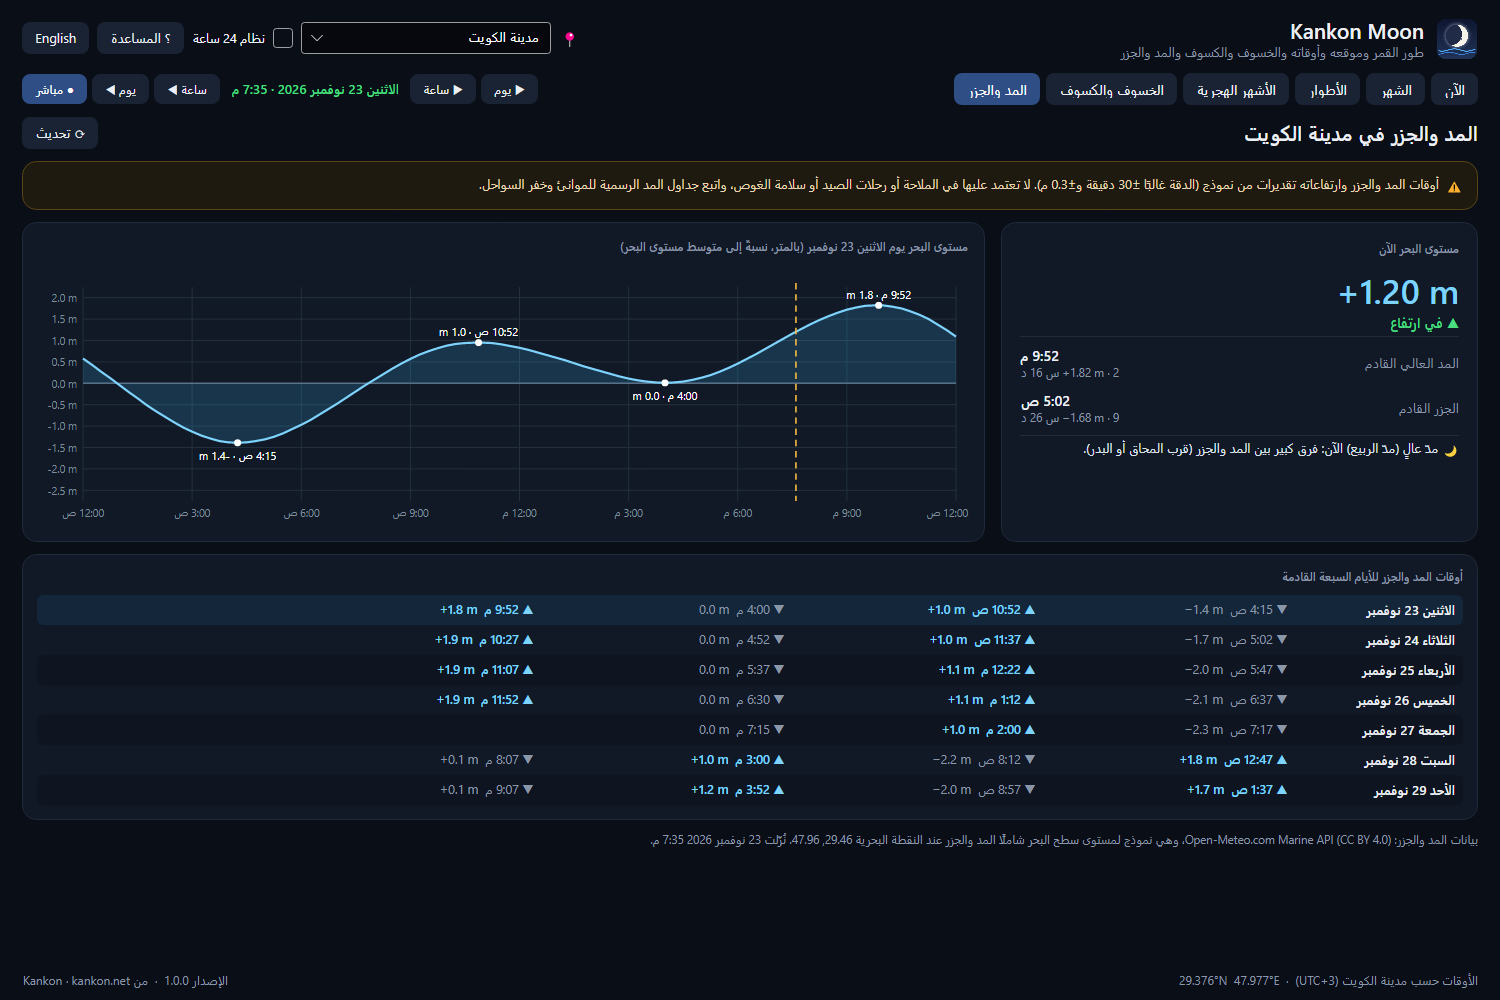 Kankon Moon
طور القمر وموقعه وأوقاته والخسوف والكسوف والمد والجزر
مدينة الكويت
نظام 24 ساعة
؟ المساعدة
English
الآن
الشهر
الأطوار
الأشهر الهجرية
الخسوف والكسوف
المد والجزر
▶ يوم
▶ ساعة
الاثنين 23 نوفمبر 2026 · 7:35 م
ساعة ◀
يوم ◀
● مباشر
المد والجزر في مدينة الكويت
⟳ تحديث
⚠ أوقات المد والجزر وارتفاعاته تقديرات من نموذج (الدقة غالبًا ±30 دقيقة و±0.3 م). لا تعتمد عليها في الملاحة أو رحلات الصيد أو سلامة الغوص، واتبع جداول المد الرسمية للموانئ وخفر السواحل.
مستوى البحر الآن
+1.20 m
▲ في ارتفاع
المد العالي القادم
9:52 م
2 · +1.82 m س 16 د
الجزر القادم
5:02 ص
9 · −1.68 m س 26 د
🌙 مدّ عالٍ (مدّ الربيع) الآن: فرق كبير بين المد والجزر (قرب المحاق أو البدر).
مستوى البحر يوم الاثنين 23 نوفمبر (بالمتر، نسبةً إلى متوسط مستوى البحر)
2.0 m
1.5 m
1.0 m
0.5 m
0.0 m
-0.5 m
-1.0 m
-1.5 m
-2.0 m
-2.5 m
4:15 ص · -1.4 m
10:52 ص · 1.0 m
4:00 م · 0.0 m
9:52 م · 1.8 m
12:00 ص
3:00 ص
6:00 ص
9:00 ص
12:00 م
3:00 م
6:00 م
9:00 م
12:00 ص
أوقات المد والجزر للأيام السبعة القادمة
الاثنين 23 نوفمبر ▼ 4:15 ص −1.4 m ▲ 10:52 ص +1.0 m ▼ 4:00 م 0.0 m ▲ 9:52 م +1.8 m
الثلاثاء 24 نوفمبر ▼ 5:02 ص −1.7 m ▲ 11:37 ص +1.0 m ▼ 4:52 م 0.0 m ▲ 10:27 م +1.9 m
الأربعاء 25 نوفمبر ▼ 5:47 ص −2.0 m ▲ 12:22 م +1.1 m ▼ 5:37 م 0.0 m ▲ 11:07 م +1.9 m
الخميس 26 نوفمبر ▼ 6:37 ص −2.1 m ▲ 1:12 م +1.1 m ▼ 6:30 م 0.0 m ▲ 11:52 م +1.9 m
الجمعة 27 نوفمبر ▼ 7:17 ص −2.3 m ▲ 2:00 م +1.0 m ▼ 7:15 م 0.0 m
السبت 28 نوفمبر ▲ 12:47 ص +1.8 m ▼ 8:12 ص −2.2 m ▲ 3:00 م +1.0 m ▼ 8:07 م +0.1 m
الأحد 29 نوفمبر ▲ 1:37 ص +1.7 m ▼ 8:57 ص −2.0 m ▲ 3:52 م +1.2 m ▼ 9:07 م +0.1 m
بيانات المد والجزر: Open-Meteo.com Marine API (CC BY 4.0)، وهي نموذج لمستوى سطح البحر شاملًا المد والجزر عند النقطة البحرية 29.46, 47.96. نُزّلت 23 نوفمبر 2026 7:35 م.
الأوقات حسب مدينة الكويت (UTC+3) · 29.376°N 47.977°E
الإصدار 1.0.0 · من Kankon · kankon.net